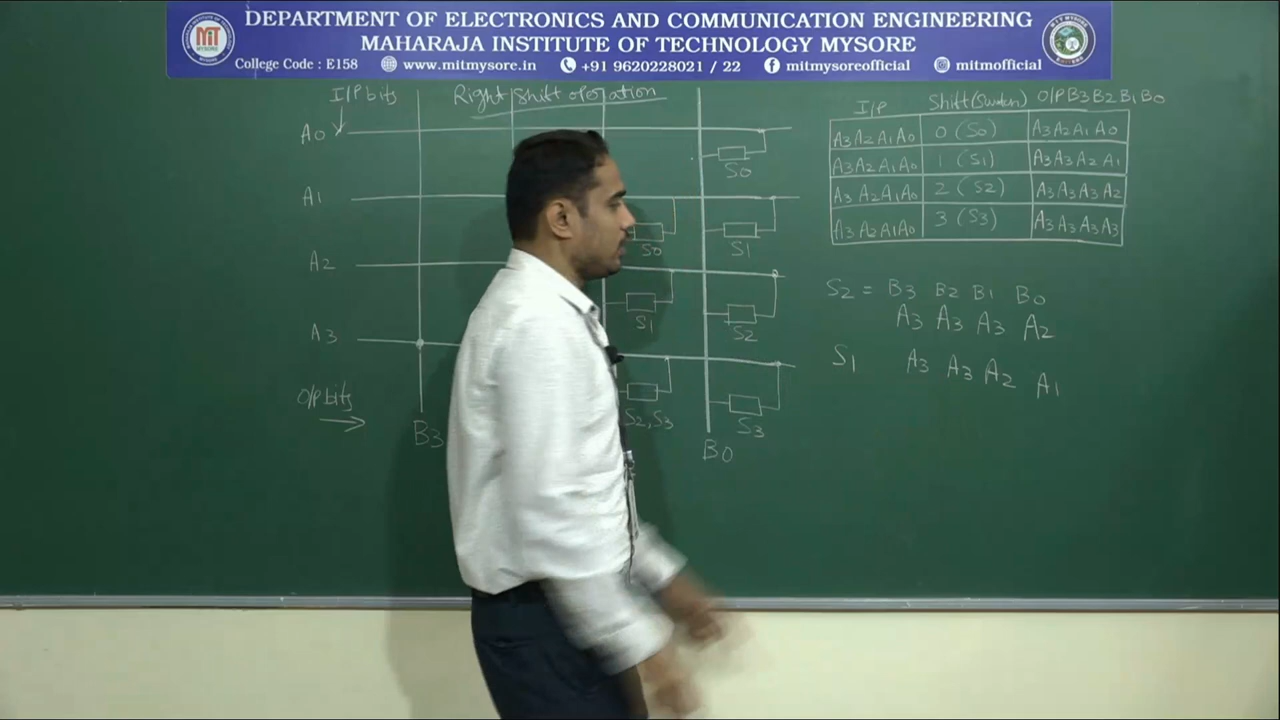 DEPARTMENT OF ELECTRONICS AND COMMUNICATION ENGINEERING
MAHARAJA INSTITUTE OF TECHNOLOGY MYSORE
College Code : E158 www.mitmysore.in +91 9620228021 / 22 mitmysoreofficial mitmofficial
MIT
MYSORE
I/P bits
Right Shift operation
A0
S0
A1
S0 S1
A2
S1 S2
A3
S2,S3 S3
O/P bits
B3
B0
I/P Shift (Switch) O/P B3 B2 B1 B0
A3 A2 A1 A0 0 (S0) A3 A2 A1 A0
A3 A2 A1 A0 1 (S1) A3 A3 A2 A1
A3 A2 A1 A0 2 (S2) A3 A3 A3 A2
A3 A2 A1 A0 3 (S3) A3 A3 A3 A3
S2 = B3 B2 B1 B0
A3 A3 A3 A2
S1 A3 A3 A2 A1